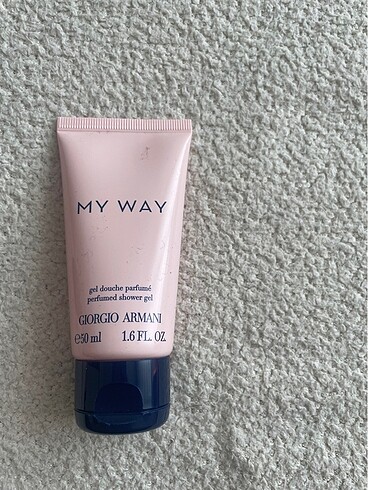 MY WAY
gel douche parfumé
perfumed shower gel
GIORGIO ARMANI
℮50 ml 1.6 FL. OZ.